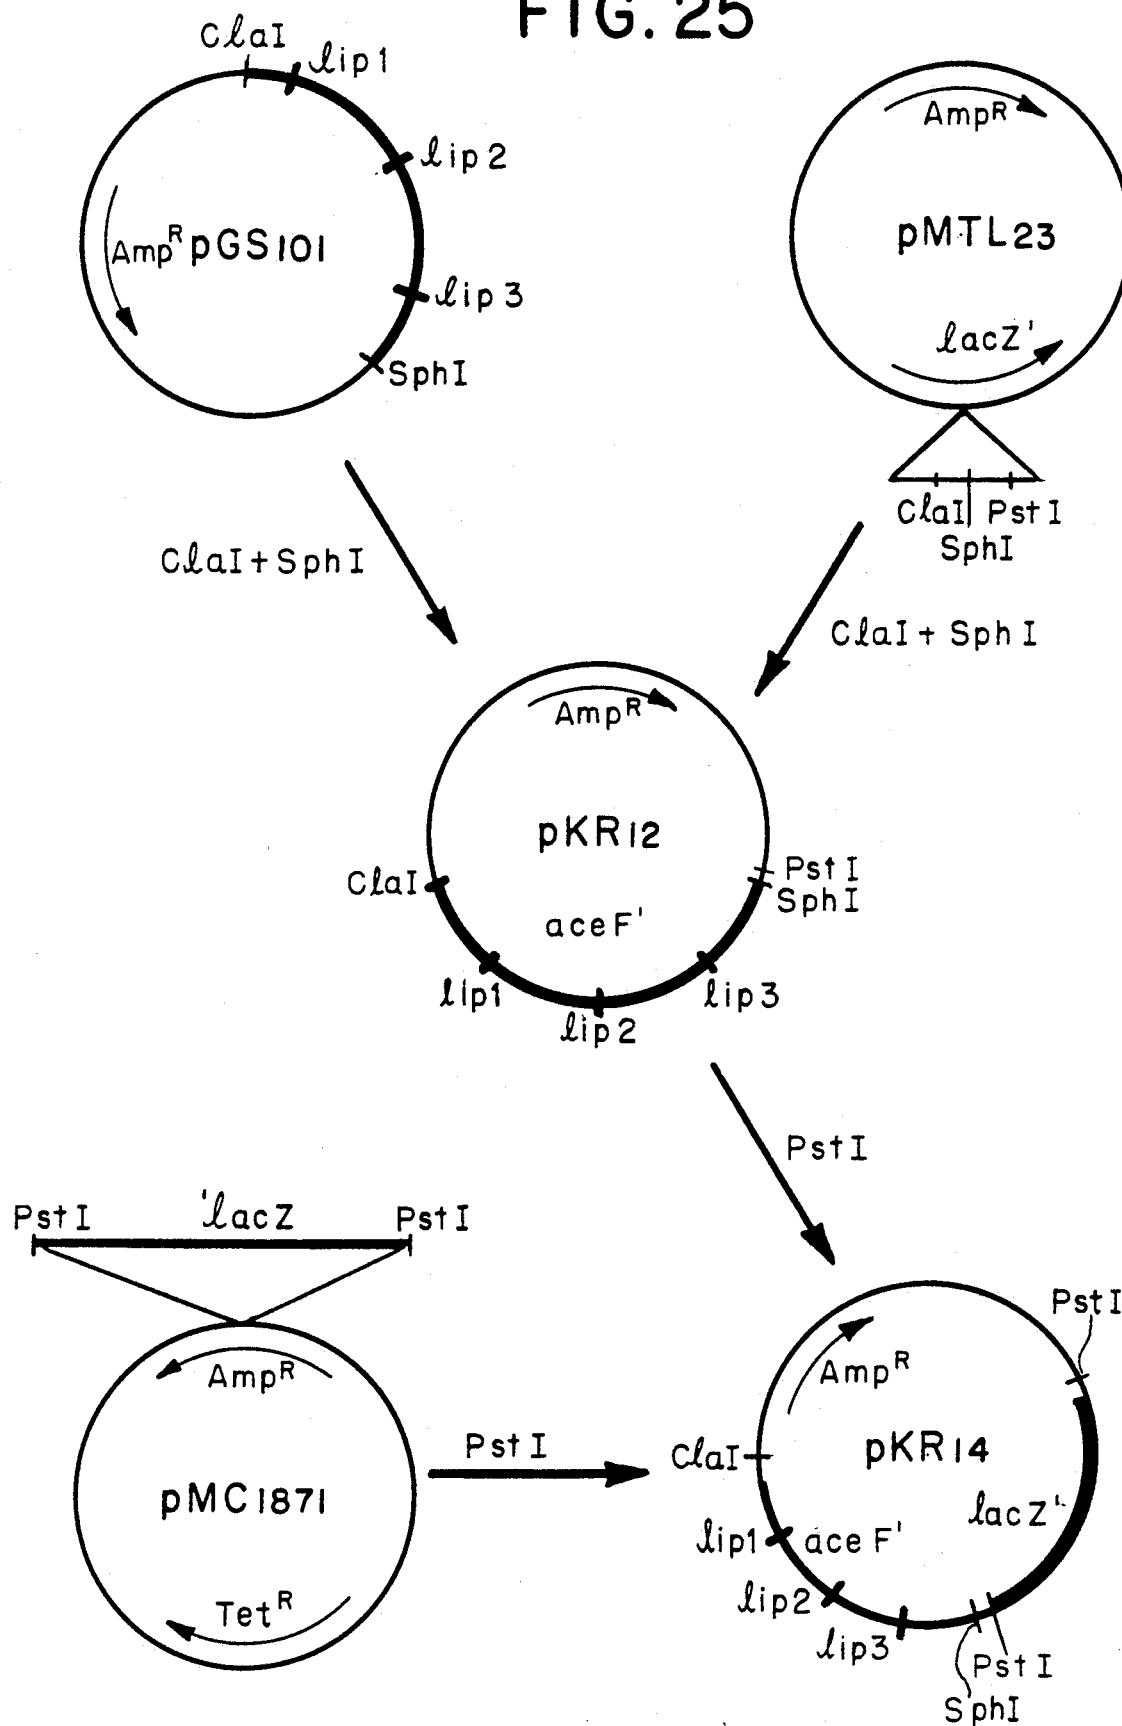 FIG. 25
ClaI
lip1
lip2
AmpR pGS101
lip3
SphI
AmpR
pMTL23
lacZ'
ClaI PstI
SphI
ClaI+SphI
ClaI+SphI
AmpR
pKR12
ClaI
PstI
SphI
aceF'
lip1
lip3
lip2
PstI
PstI 'lacZ PstI
AmpR
pMC1871
TetR
PstI
PstI
AmpR
ClaI
pKR14
lacZ'
lip1
aceF'
lip2
lip3
PstI
SphI